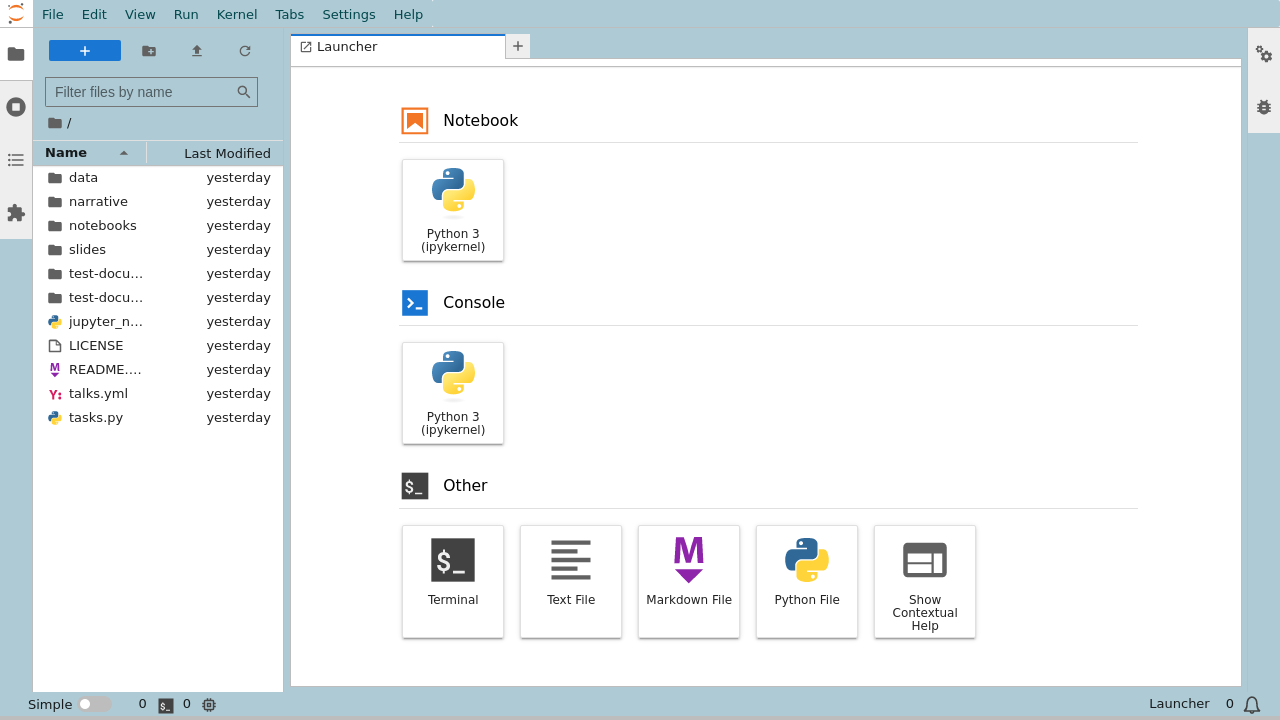 File Edit View Run Kernel Tabs Settings Help
Launcher
Filter files by name
/
Name Last Modified
data yesterday
narrative yesterday
notebooks yesterday
slides yesterday
test-docu... yesterday
test-docu... yesterday
jupyter_n... yesterday
LICENSE yesterday
README.... yesterday
talks.yml yesterday
tasks.py yesterday
Notebook
Python 3
(ipykernel)
Console
Python 3
(ipykernel)
$_ Other
$_
Terminal
Text File
M
Markdown File
Python File
Show
Contextual
Help
Simple 0 $_ 0 Launcher 0